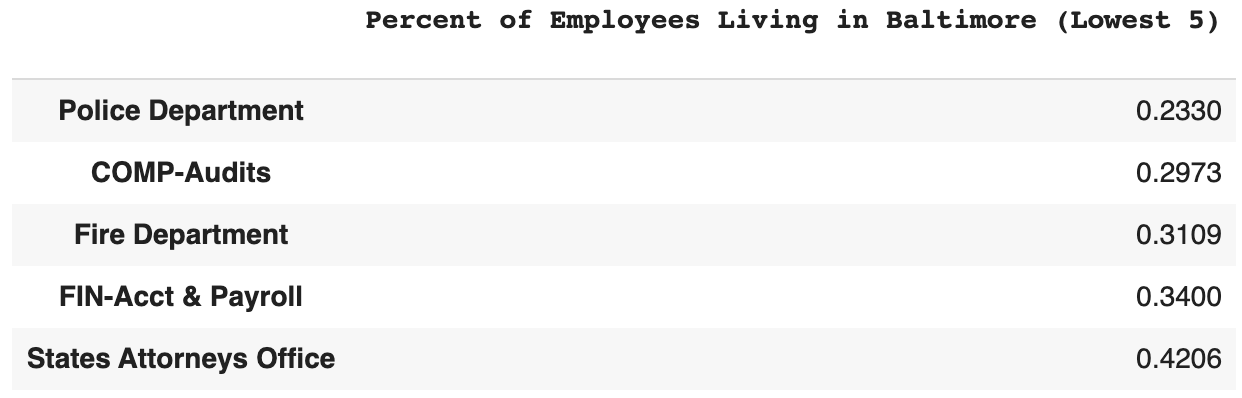 Percent of Employees Living in Baltimore (Lowest 5)
Police Department 0.2330
COMP-Audits 0.2973
Fire Department 0.3109
FIN-Acct & Payroll 0.3400
States Attorneys Office 0.4206